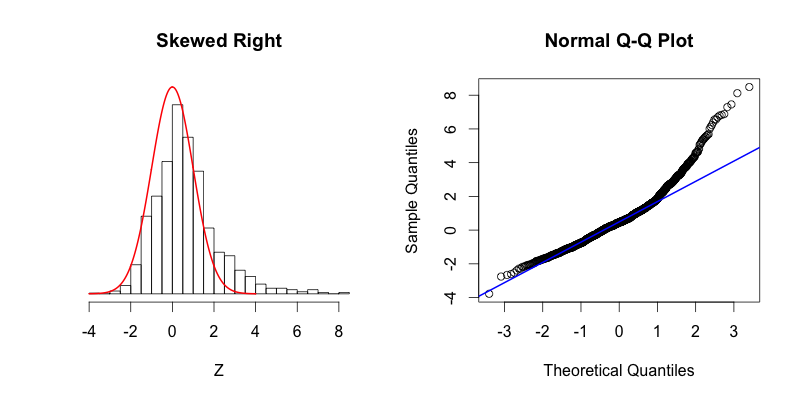 Skewed Right
-4 -2 0 2 4 6 8
Z
Normal Q-Q Plot
Sample Quantiles
8
6
4
2
0
-2
-4
-3 -2 -1 0 1 2 3
Theoretical Quantiles